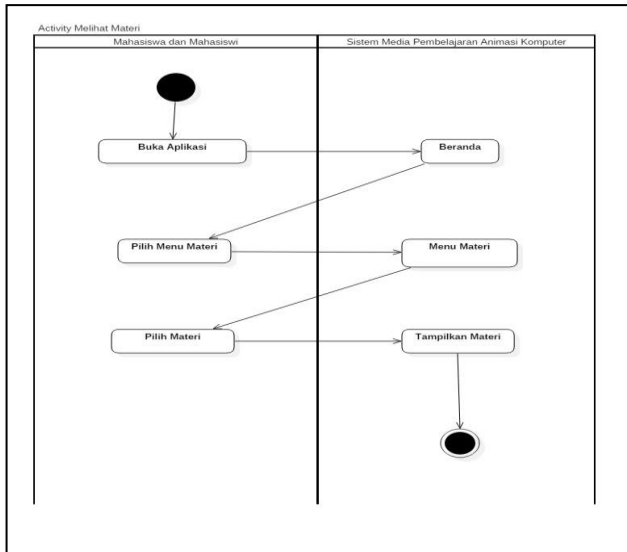 Activity Melihat Materi
Mahasiswa dan Mahasiswi
Sistem Media Pembelajaran Animasi Komputer
Buka Aplikasi
Beranda
Pilih Menu Materi
Menu Materi
Pilih Materi
Tampilkan Materi